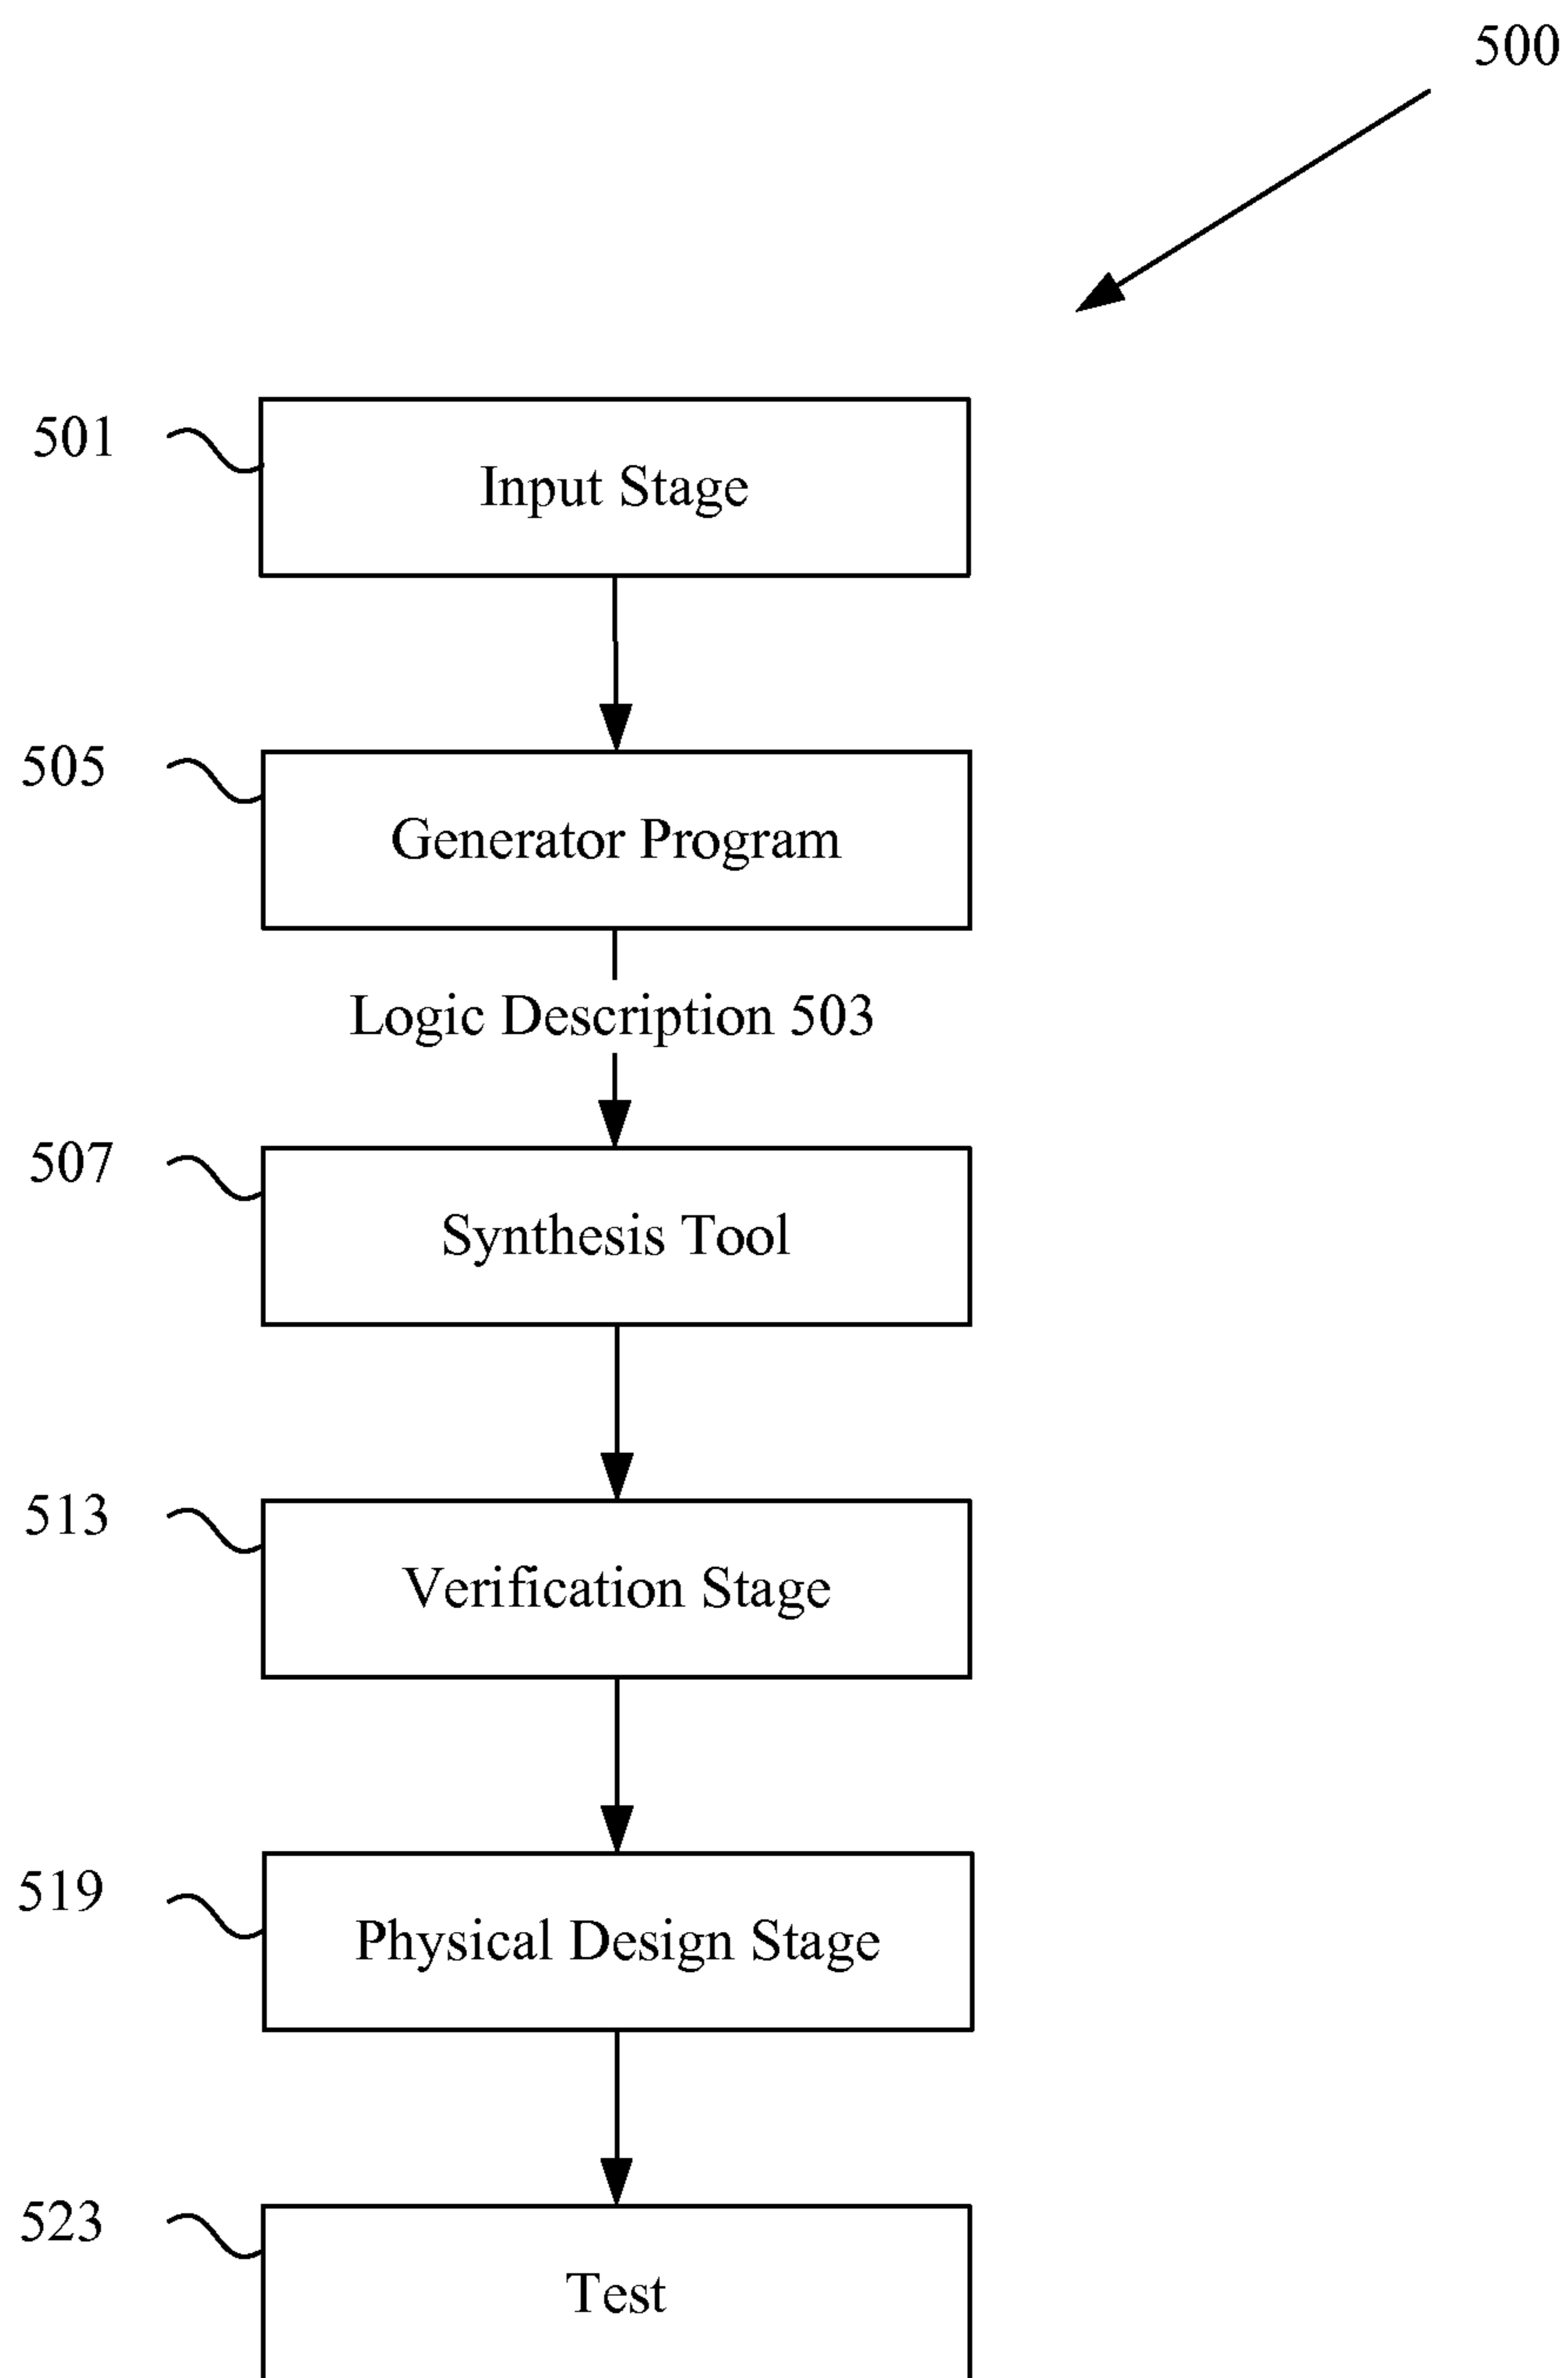 500
501
Input Stage
505
Generator Program
Logic Description 503
507
Synthesis Tool
513
Verification Stage
519
Physical Design Stage
523
Test